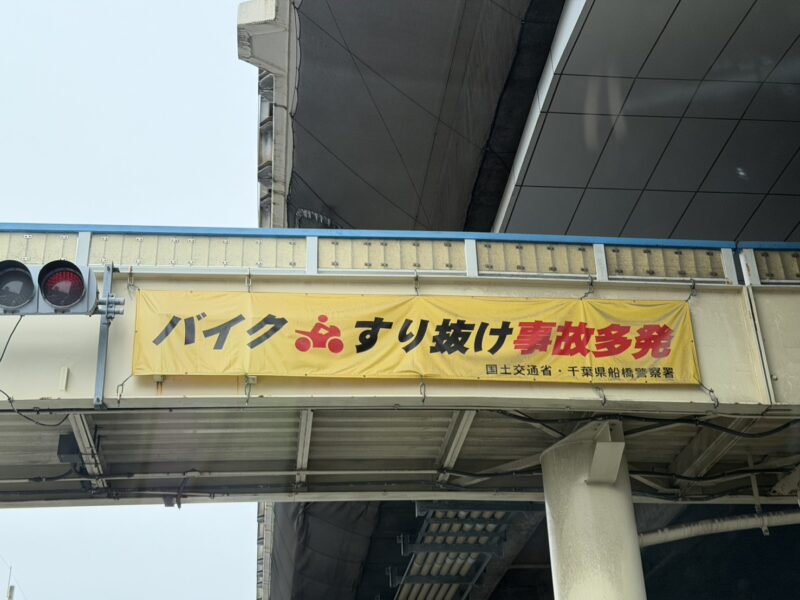 バイク すり抜け事故多発
国土交通省・千葉県船橋警察署